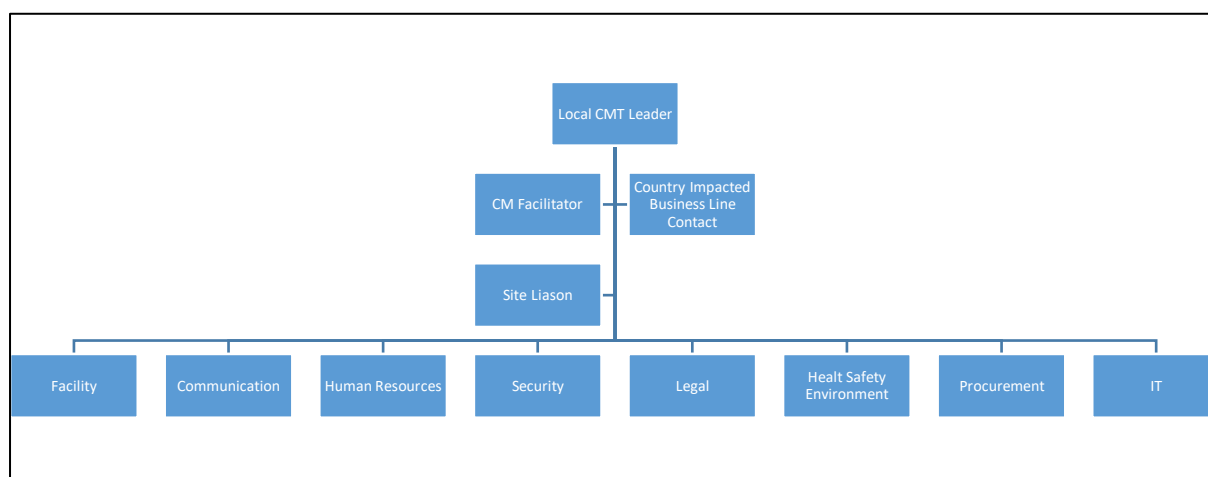 Local CMT Leader
CM Facilitator
Country Impacted
Business Line
Contact
Site Liason
Facility
Communication
Human Resources
Security
Legal
Healt Safety
Environment
Procurement
IT